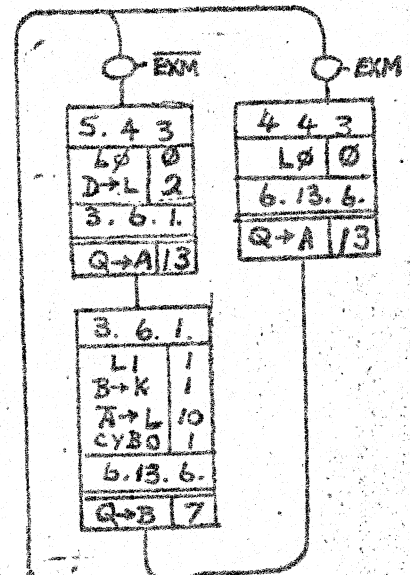 EXM
EXM
5. 4 3
LØ Ø
D→L 2
3. 6. 1.
Q→A 13
3. 6. 1.
L1 1
B→K 1
A̅→L 10
CYB0 1
6. 13. 6.
Q→B 7
4 4 3
LØ Ø
6. 13. 6.
Q→A 13